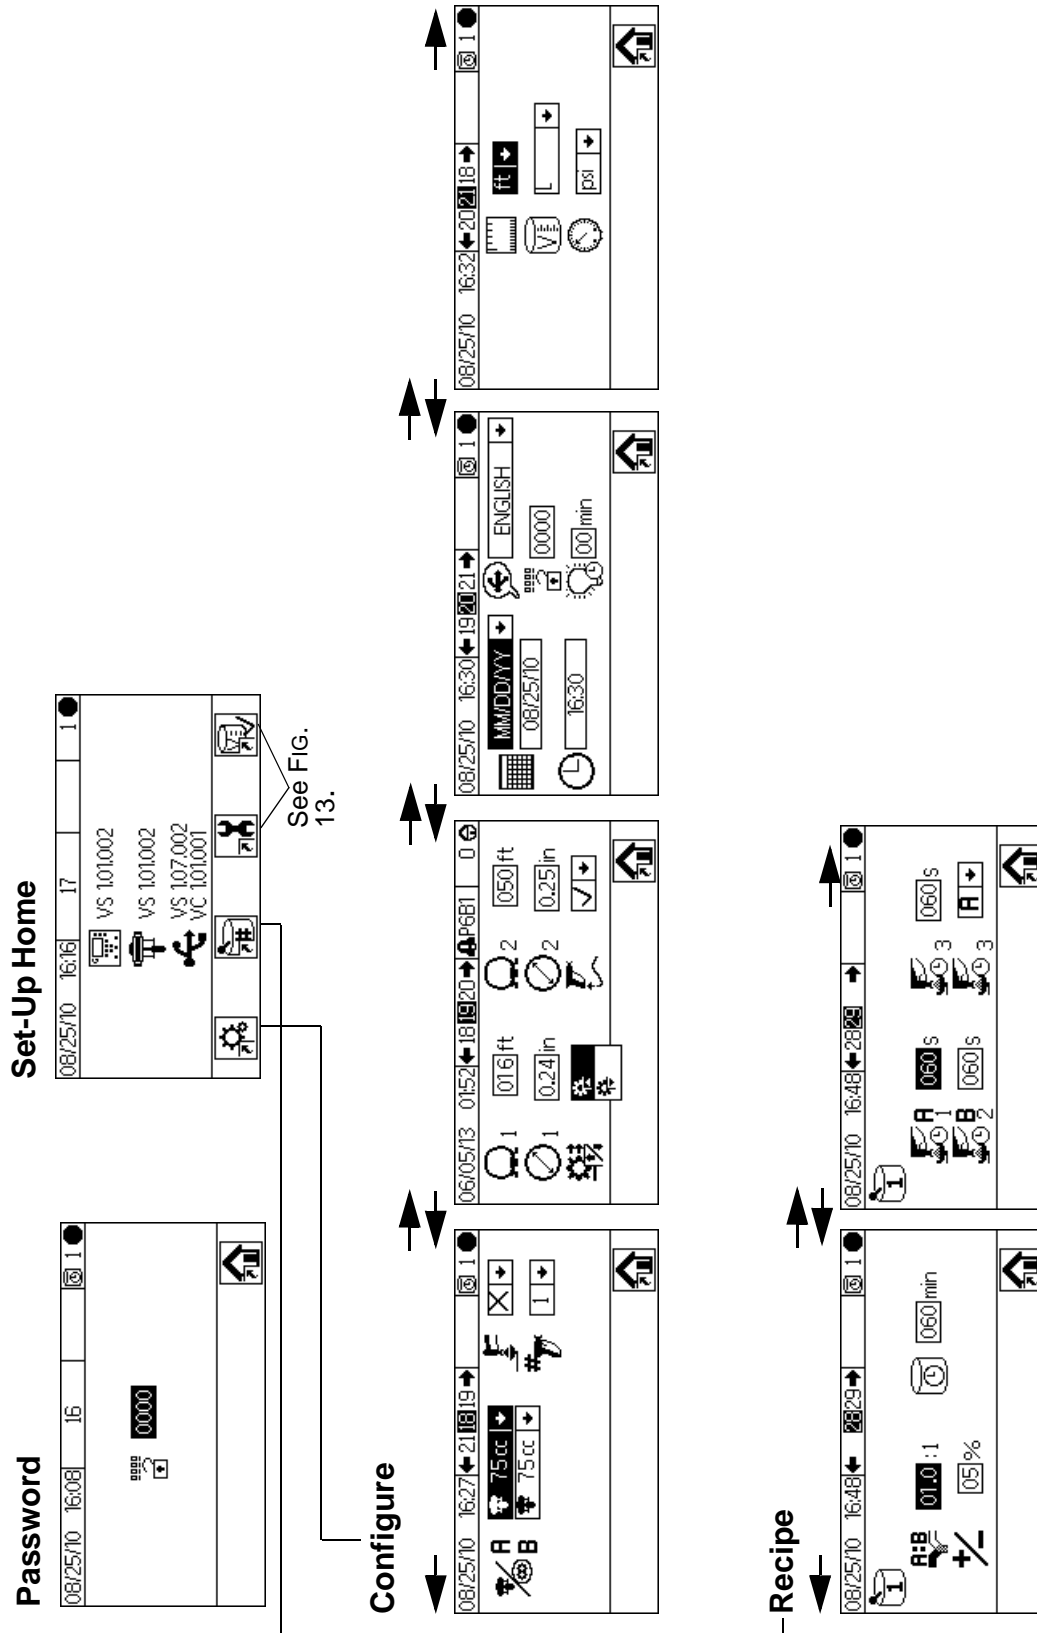 Password
08/25/10 16:08 16 1
0000
Set-Up Home
08/25/10 16:16 17 1
VS 1.01.002
VS 1.01.002
VS 1.07.002
VC 1.01.001
#
See FIG.
13.
Configure
08/25/10 16:27 21 18 19 1
A
B
75 cc
75 cc
#
1
06/05/13 01:52 18 19 20 P6B1 0
1 016 ft
2 050 ft
1 0.24 in
2 0.25 in
08/25/10 16:30 19 20 21 1
MM/DD/YY
08/25/10
16:30
ENGLISH
0000
00 min
08/25/10 16:32 20 21 18 1
ft
L
psi
Recipe
08/25/10 16:48 28 29 1
1
A:B 01.0 :1
060 min
+/- 05 %
08/25/10 16:48 28 29 1
1
A 1 060 s
3 060 s
B 2 060 s
3 A